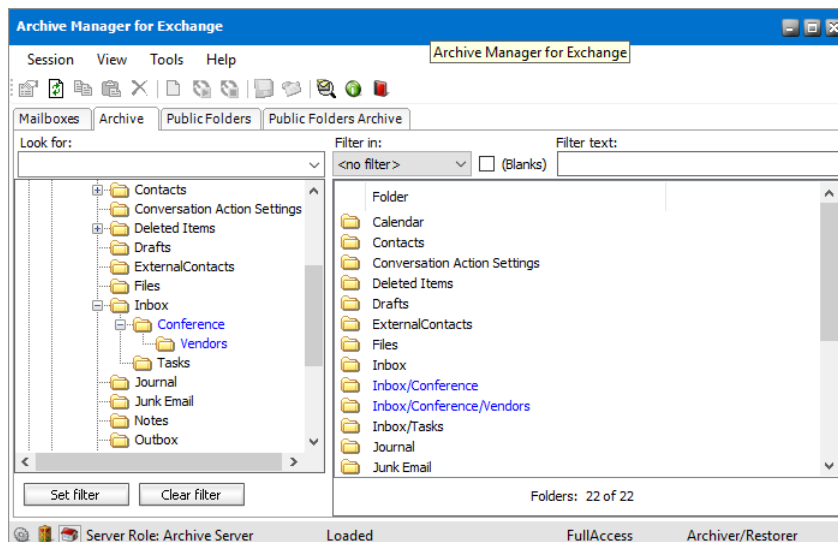 Archive Manager for Exchange
Archive Manager for Exchange
Session View Tools Help
Mailboxes Archive Public Folders Public Folders Archive
Look for:
Filter in: Filter text:
<no filter> (Blanks)
Contacts
Conversation Action Settings
Deleted Items
Drafts
ExternalContacts
Files
Inbox
Conference
Vendors
Tasks
Journal
Junk Email
Notes
Outbox
Set filter Clear filter
Folder
Calendar
Contacts
Conversation Action Settings
Deleted Items
Drafts
ExternalContacts
Files
Inbox
Inbox/Conference
Inbox/Conference/Vendors
Inbox/Tasks
Journal
Junk Email
Folders: 22 of 22
Server Role: Archive Server Loaded FullAccess Archiver/Restorer